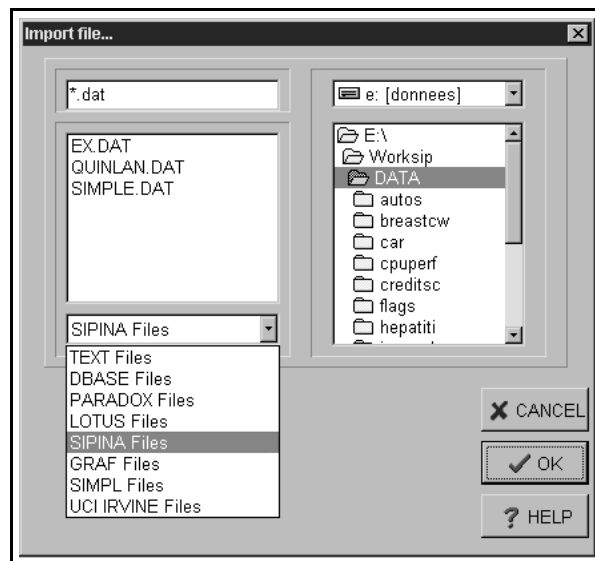 Import file...
*.dat
EX.DAT
QUINLAN.DAT
SIMPLE.DAT
SIPINA Files
TEXT Files
DBASE Files
PARADOX Files
LOTUS Files
SIPINA Files
GRAF Files
SIMPL Files
UCI IRVINE Files
e: [donnees]
E:\
Worksip
DATA
autos
breastcw
car
cpuperf
creditsc
flags
hepatiti
CANCEL
OK
? HELP